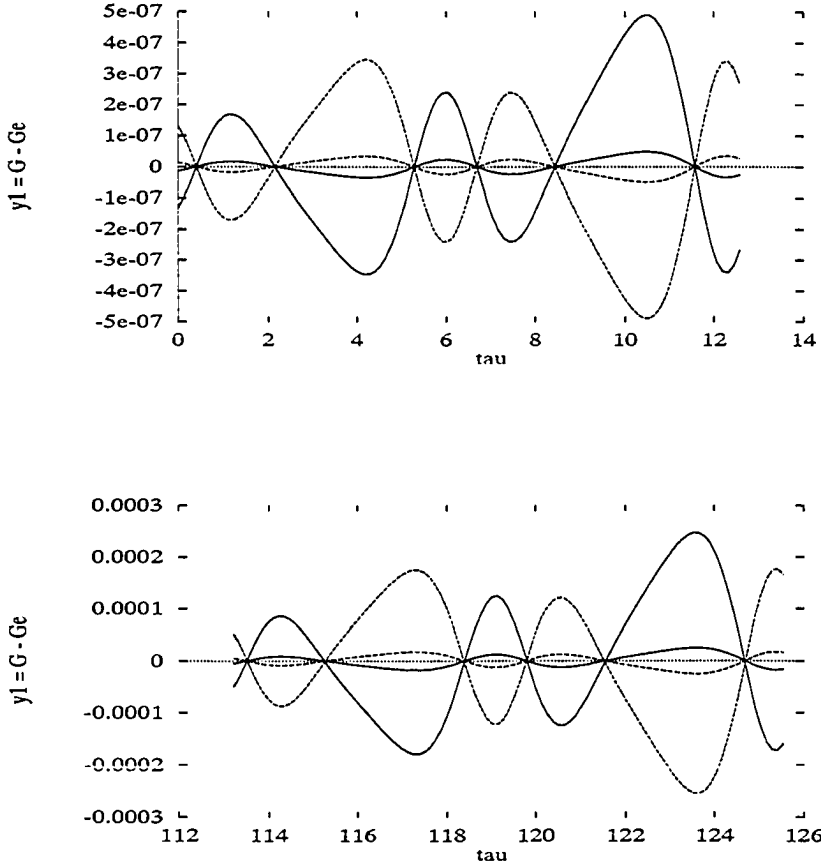 5e-07
4e-07
3e-07
2e-07
1e-07
0
-1e-07
-2e-07
-3e-07
-4e-07
-5e-07
y1 = G - Ge
0 2 4 6 8 10 12 14
tau
0.0003
0.0002
0.0001
0
-0.0001
-0.0002
-0.0003
y1 = G - Ge
112 114 116 118 120 122 124 126
tau